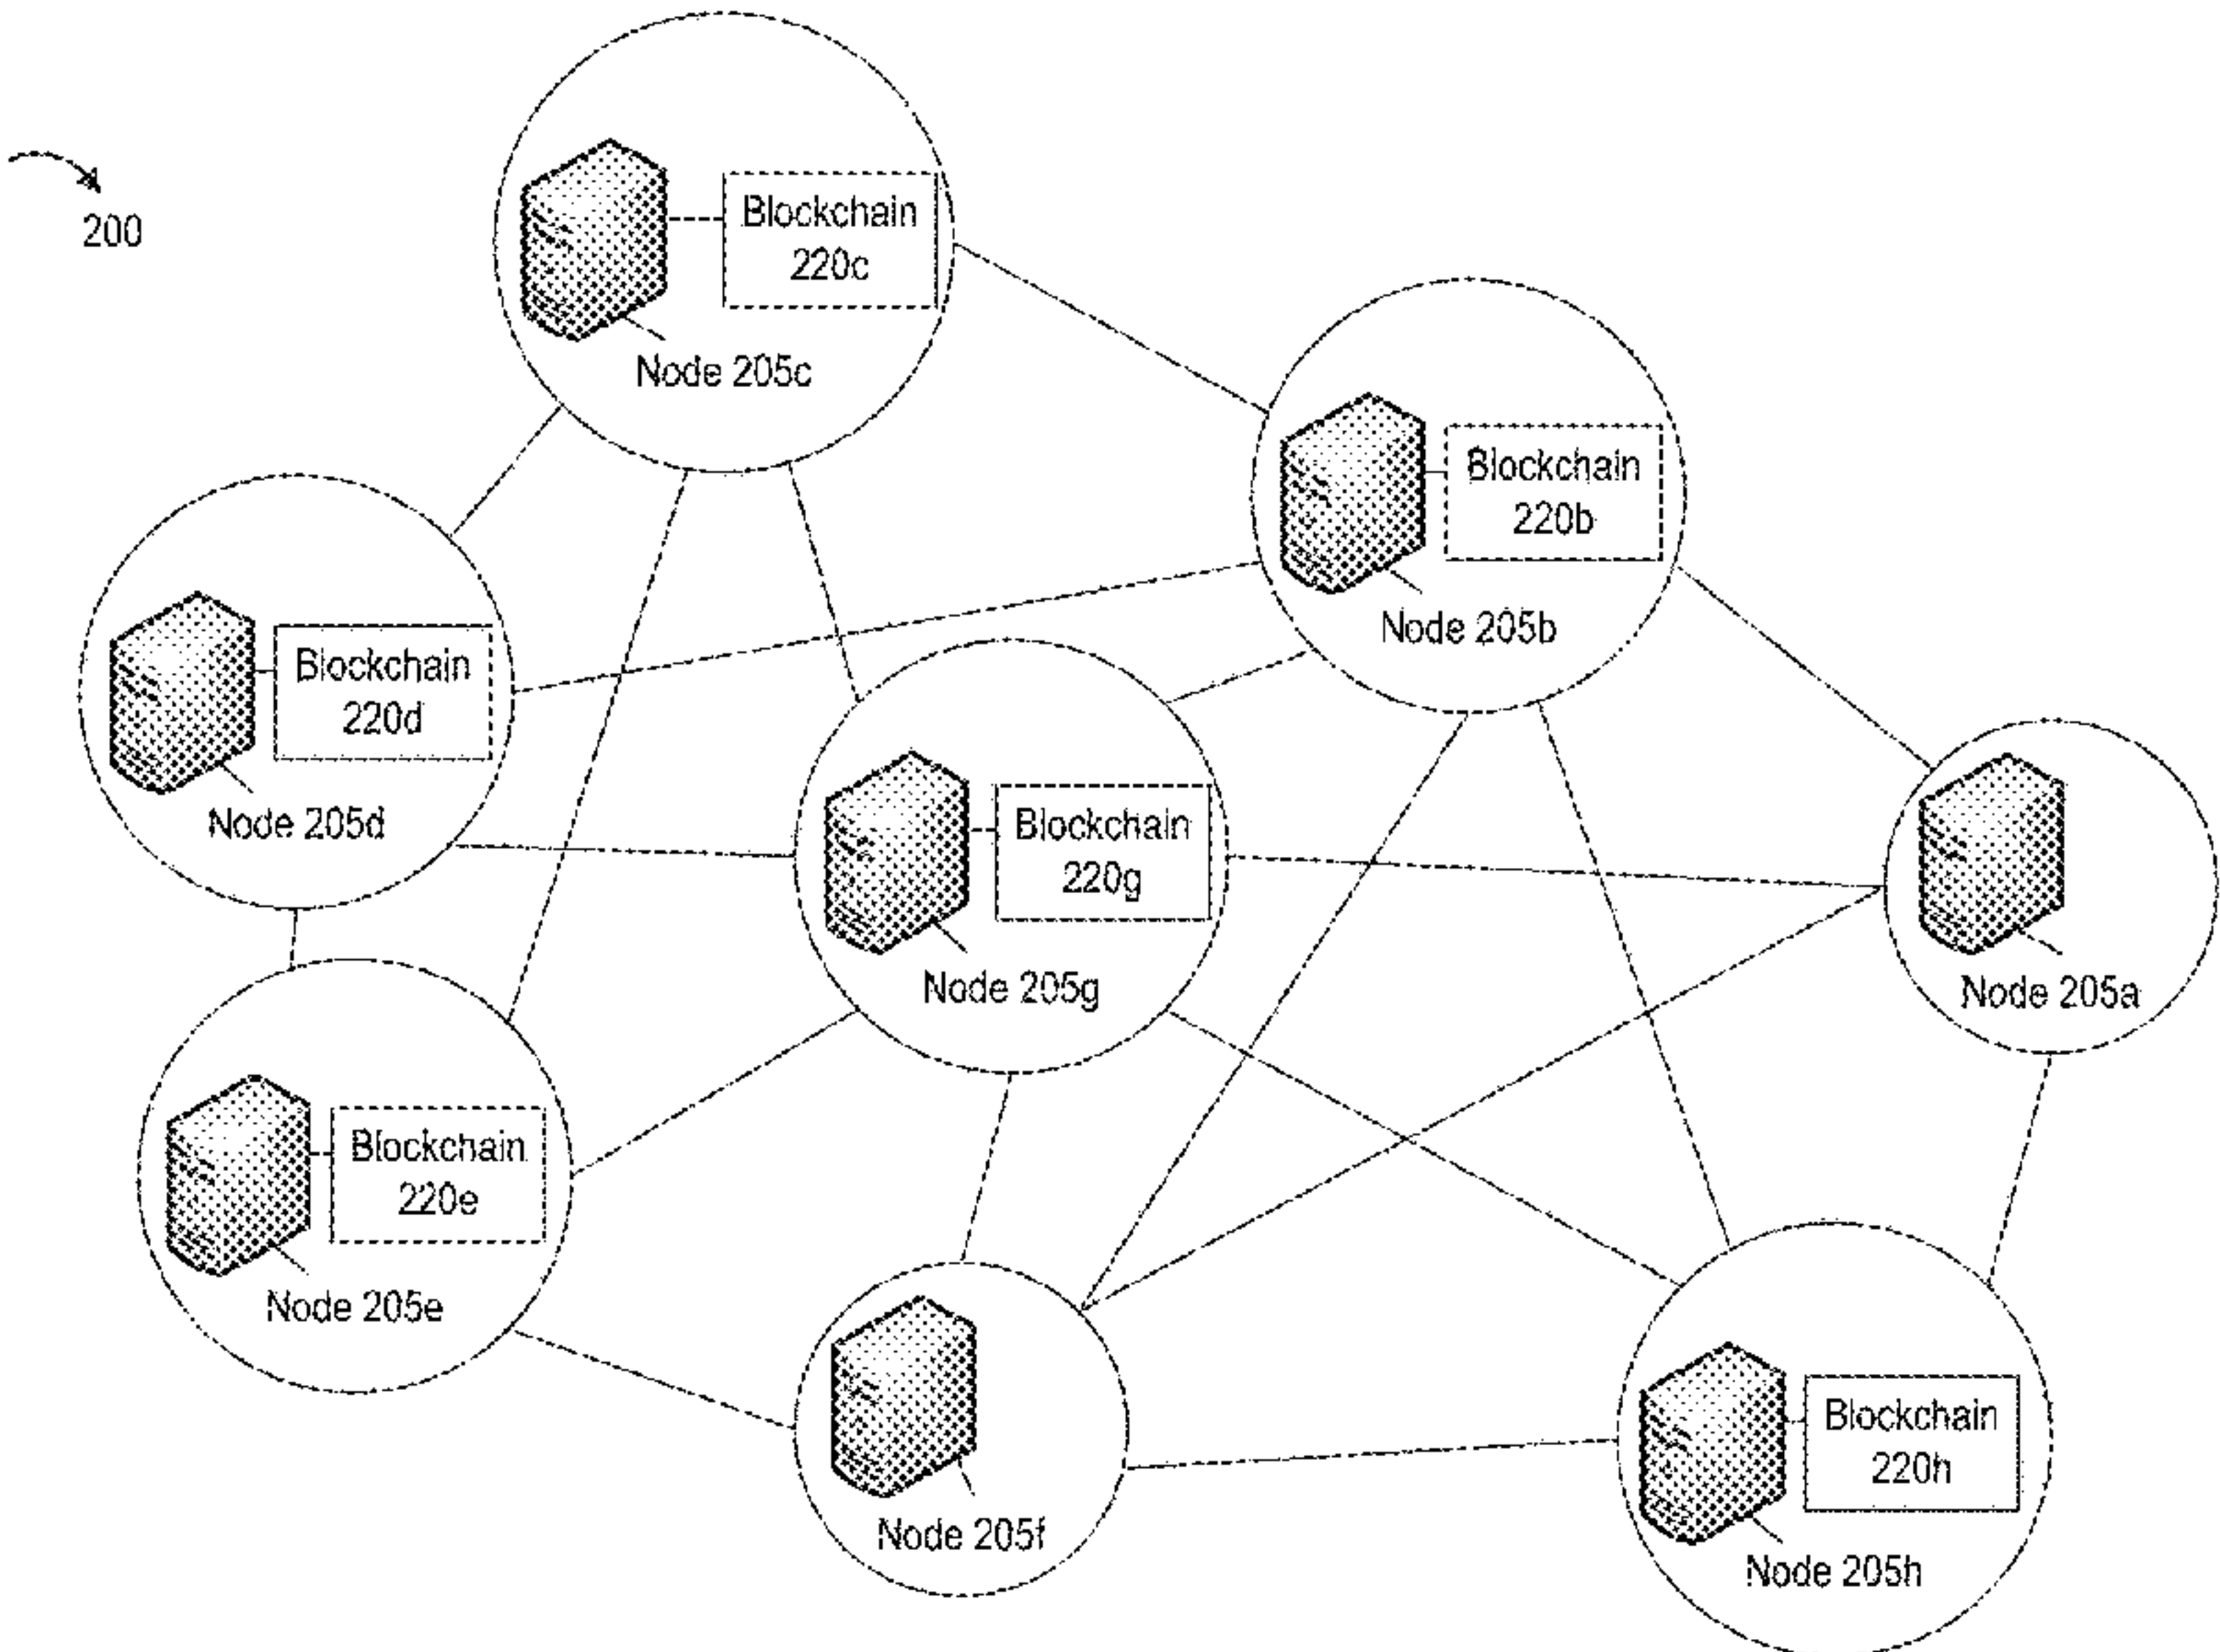 200
Blockchain
220c
Node 205c
Blockchain
220b
Node 205b
Blockchain
220d
Node 205d
Blockchain
220g
Node 205g
Node 205a
Blockchain
220e
Node 205e
Node 205f
Blockchain
220h
Node 205h